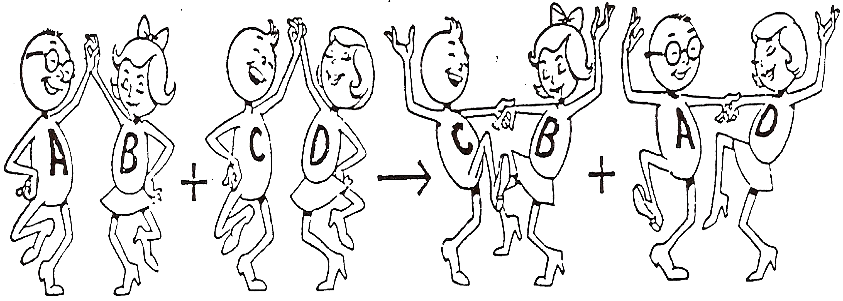 A B + C D → C B + A D